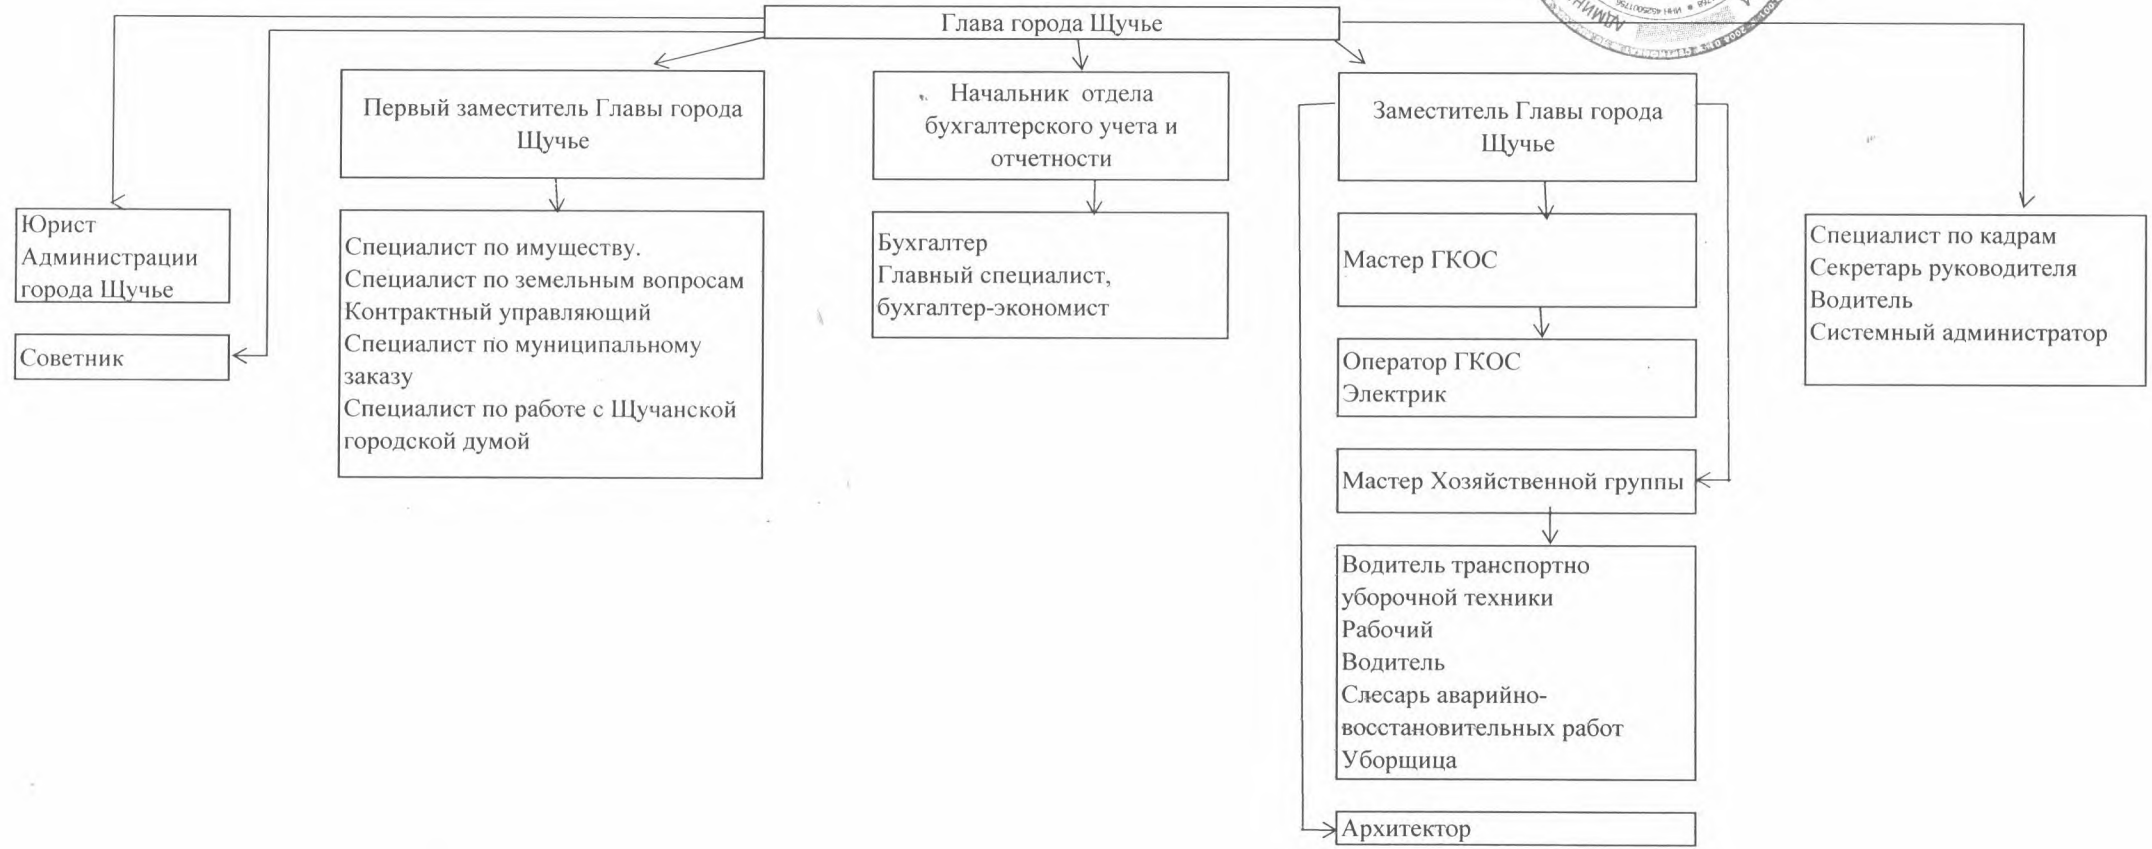 Глава города Щучье
Первый заместитель Главы города
Щучье
Начальник отдела
бухгалтерского учета и
отчетности
Заместитель Главы города
Щучье
Юрист
Администрации
города Щучье
Советник
Специалист по имуществу.
Специалист по земельным вопросам
Контрактный управляющий
Специалист по муниципальному
заказу
Специалист по работе с Щучанской
городской думой
Бухгалтер
Главный специалист,
бухгалтер-экономист
Мастер ГКОС
Оператор ГКОС
Электрик
Мастер Хозяйственной группы
Водитель транспортно
уборочной техники
Рабочий
Водитель
Слесарь аварийно-
восстановительных работ
Уборщица
Архитектор
Специалист по кадрам
Секретарь руководителя
Водитель
Системный администратор